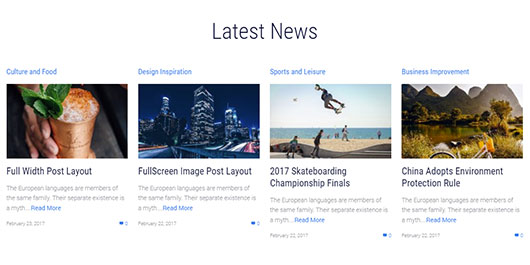 Latest News
Culture and Food
Full Width Post Layout
The European languages are members of
the same family. Their separate existence is
a myth....Read More
February 23, 2017
0
Design Inspiration
FullScreen Image Post Layout
The European languages are members of
the same family. Their separate existence is
a myth....Read More
February 22, 2017
0
Sports and Leisure
2017 Skateboarding
Championship Finals
The European languages are members of
the same family. Their separate existence is
a myth....Read More
February 22, 2017
0
Business Improvement
China Adopts Environment
Protection Rule
The European languages are members of
the same family. Their separate existence is
a myth....Read More
February 22, 2017
0